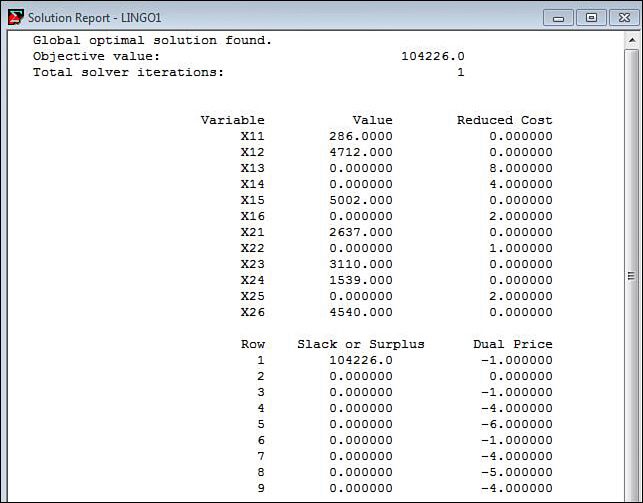 Solution Report - LINGO1
Global optimal solution found.
Objective value: 104226.0
Total solver iterations: 1
Variable Value Reduced Cost
X11 286.0000 0.000000
X12 4712.000 0.000000
X13 0.000000 8.000000
X14 0.000000 4.000000
X15 5002.000 0.000000
X16 0.000000 2.000000
X21 2637.000 0.000000
X22 0.000000 1.000000
X23 3110.000 0.000000
X24 1539.000 0.000000
X25 0.000000 2.000000
X26 4540.000 0.000000
Row Slack or Surplus Dual Price
1 104226.0 -1.000000
2 0.000000 0.000000
3 0.000000 -1.000000
4 0.000000 -4.000000
5 0.000000 -6.000000
6 0.000000 -1.000000
7 0.000000 -4.000000
8 0.000000 -5.000000
9 0.000000 -4.000000